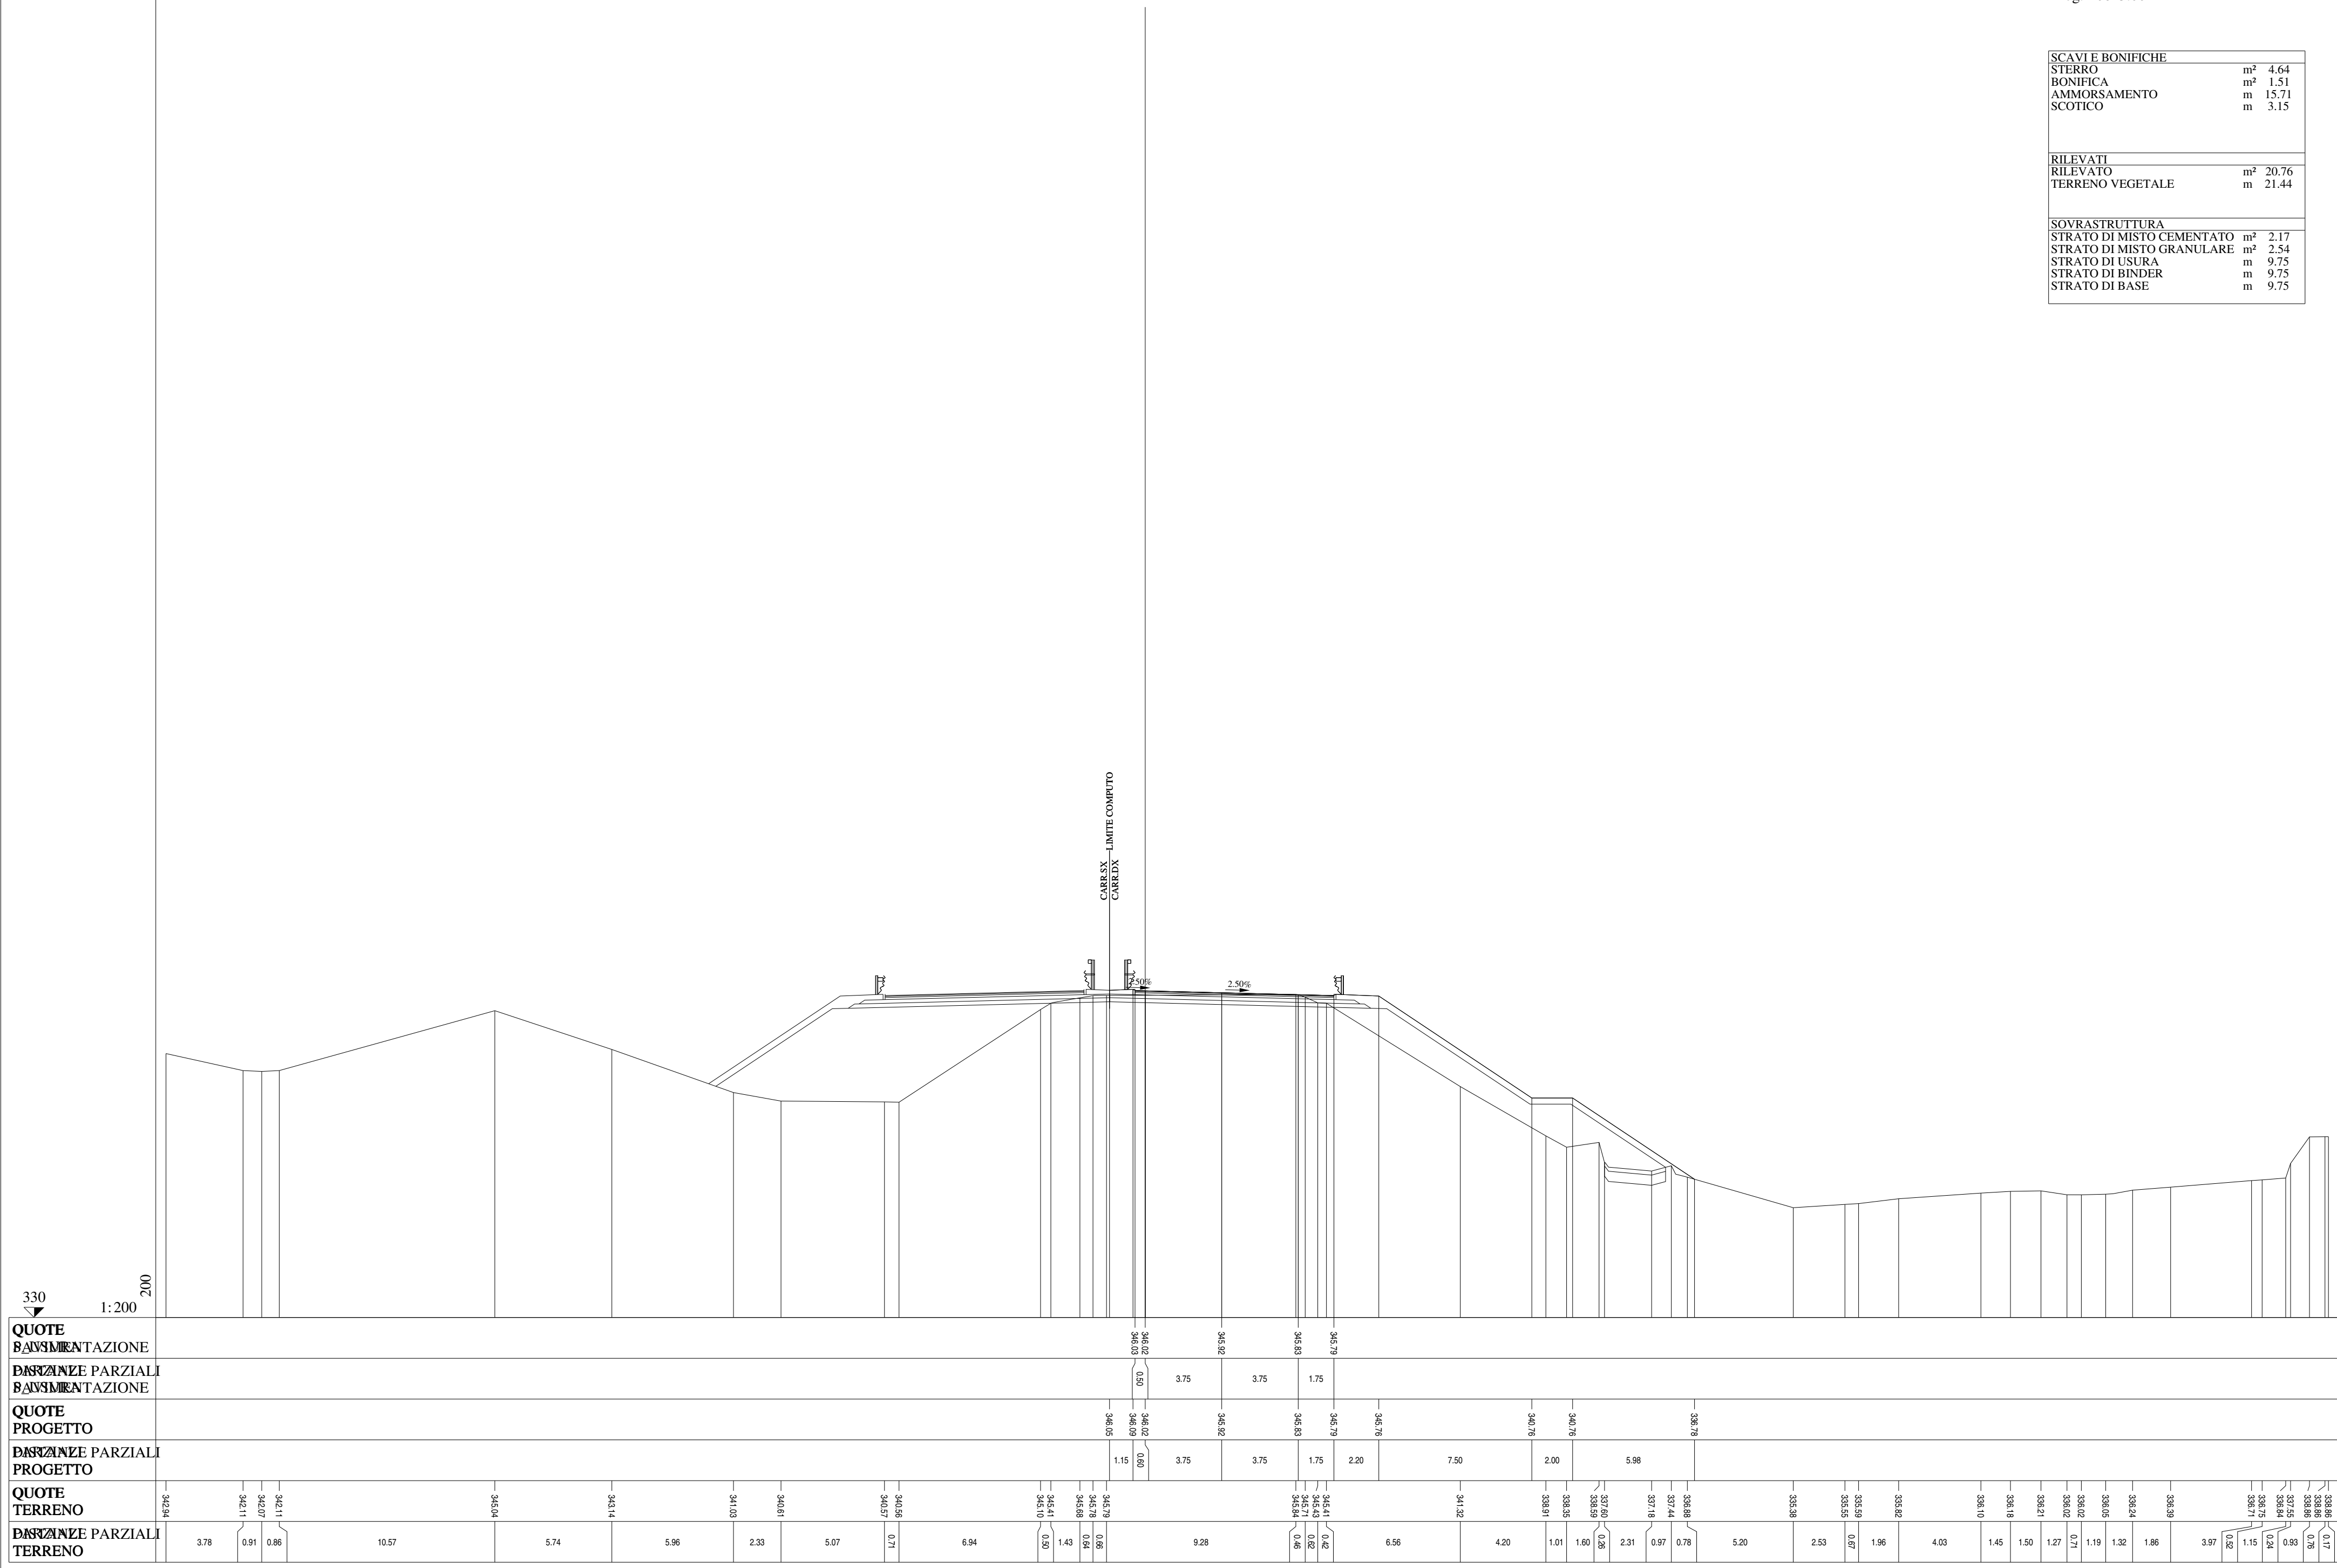 SCAVI E BONIFICHE
STERRO m² 4.64
BONIFICA m² 1.51
AMMORSAMENTO m 15.71
SCOTICO m 3.15
RILEVATI
RILEVATO m² 20.76
TERRENO VEGETALE m 21.44
SOVRASTRUTTURA
STRATO DI MISTO CEMENTATO m² 2.17
STRATO DI MISTO GRANULARE m² 2.54
STRATO DI USURA m 9.75
STRATO DI BINDER m 9.75
STRATO DI BASE m 9.75
LIMITE COMPUTO
CARR.SX
CARR.DX
2.50%
330
1:200
200
QUOTE
346.03 346.02 345.92 345.83 345.79
PARZIALI
0.50 3.75 3.75 1.75
QUOTE
PROGETTO
346.05 346.09 346.02 345.92 345.83 345.79 345.76 340.76 340.76 336.78
PARZIALI
PROGETTO
1.15 0.60 3.75 3.75 1.75 2.20 7.50 2.00 5.98
QUOTE
TERRENO
342.94 342.11 342.07 342.11 345.04 343.14 341.03 340.61 340.57 340.56 345.10 345.41 345.68 345.78 345.79 345.84 345.71 345.43 345.41 341.32 338.91 338.35 338.59 337.60 337.18 337.44 336.88 335.38 335.55 335.59 335.82 336.10 336.18 336.21 336.02 336.02 336.05 336.24 336.39 336.71 336.75 336.84 337.55 338.86 338.86 338.86
PARZIALI
TERRENO
3.78 0.91 0.86 10.57 5.74 5.96 2.33 5.07 0.71 6.94 0.50 1.43 0.64 0.66 9.28 0.46 0.62 0.42 6.56 4.20 1.01 1.60 0.26 2.31 0.97 0.78 5.20 2.53 0.67 1.96 4.03 1.45 1.50 1.27 0.71 1.19 1.32 1.86 3.97 0.52 1.15 0.24 0.93 0.76 0.17